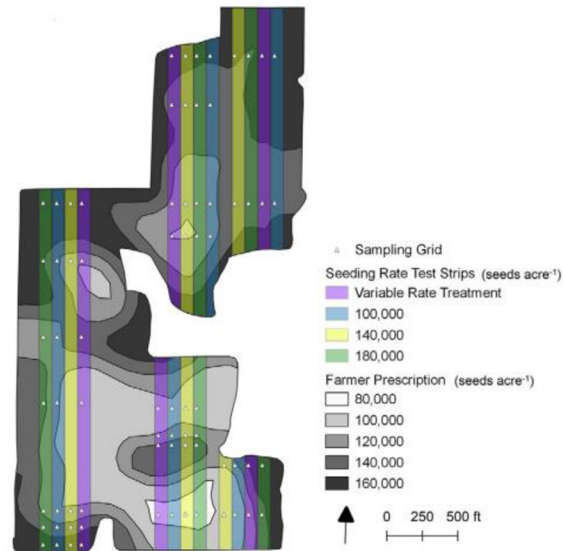 Sampling Grid
Seeding Rate Test Strips (seeds acre⁻¹)
Variable Rate Treatment
100,000
140,000
180,000
Farmer Prescription (seeds acre⁻¹)
80,000
100,000
120,000
140,000
160,000
0 250 500 ft